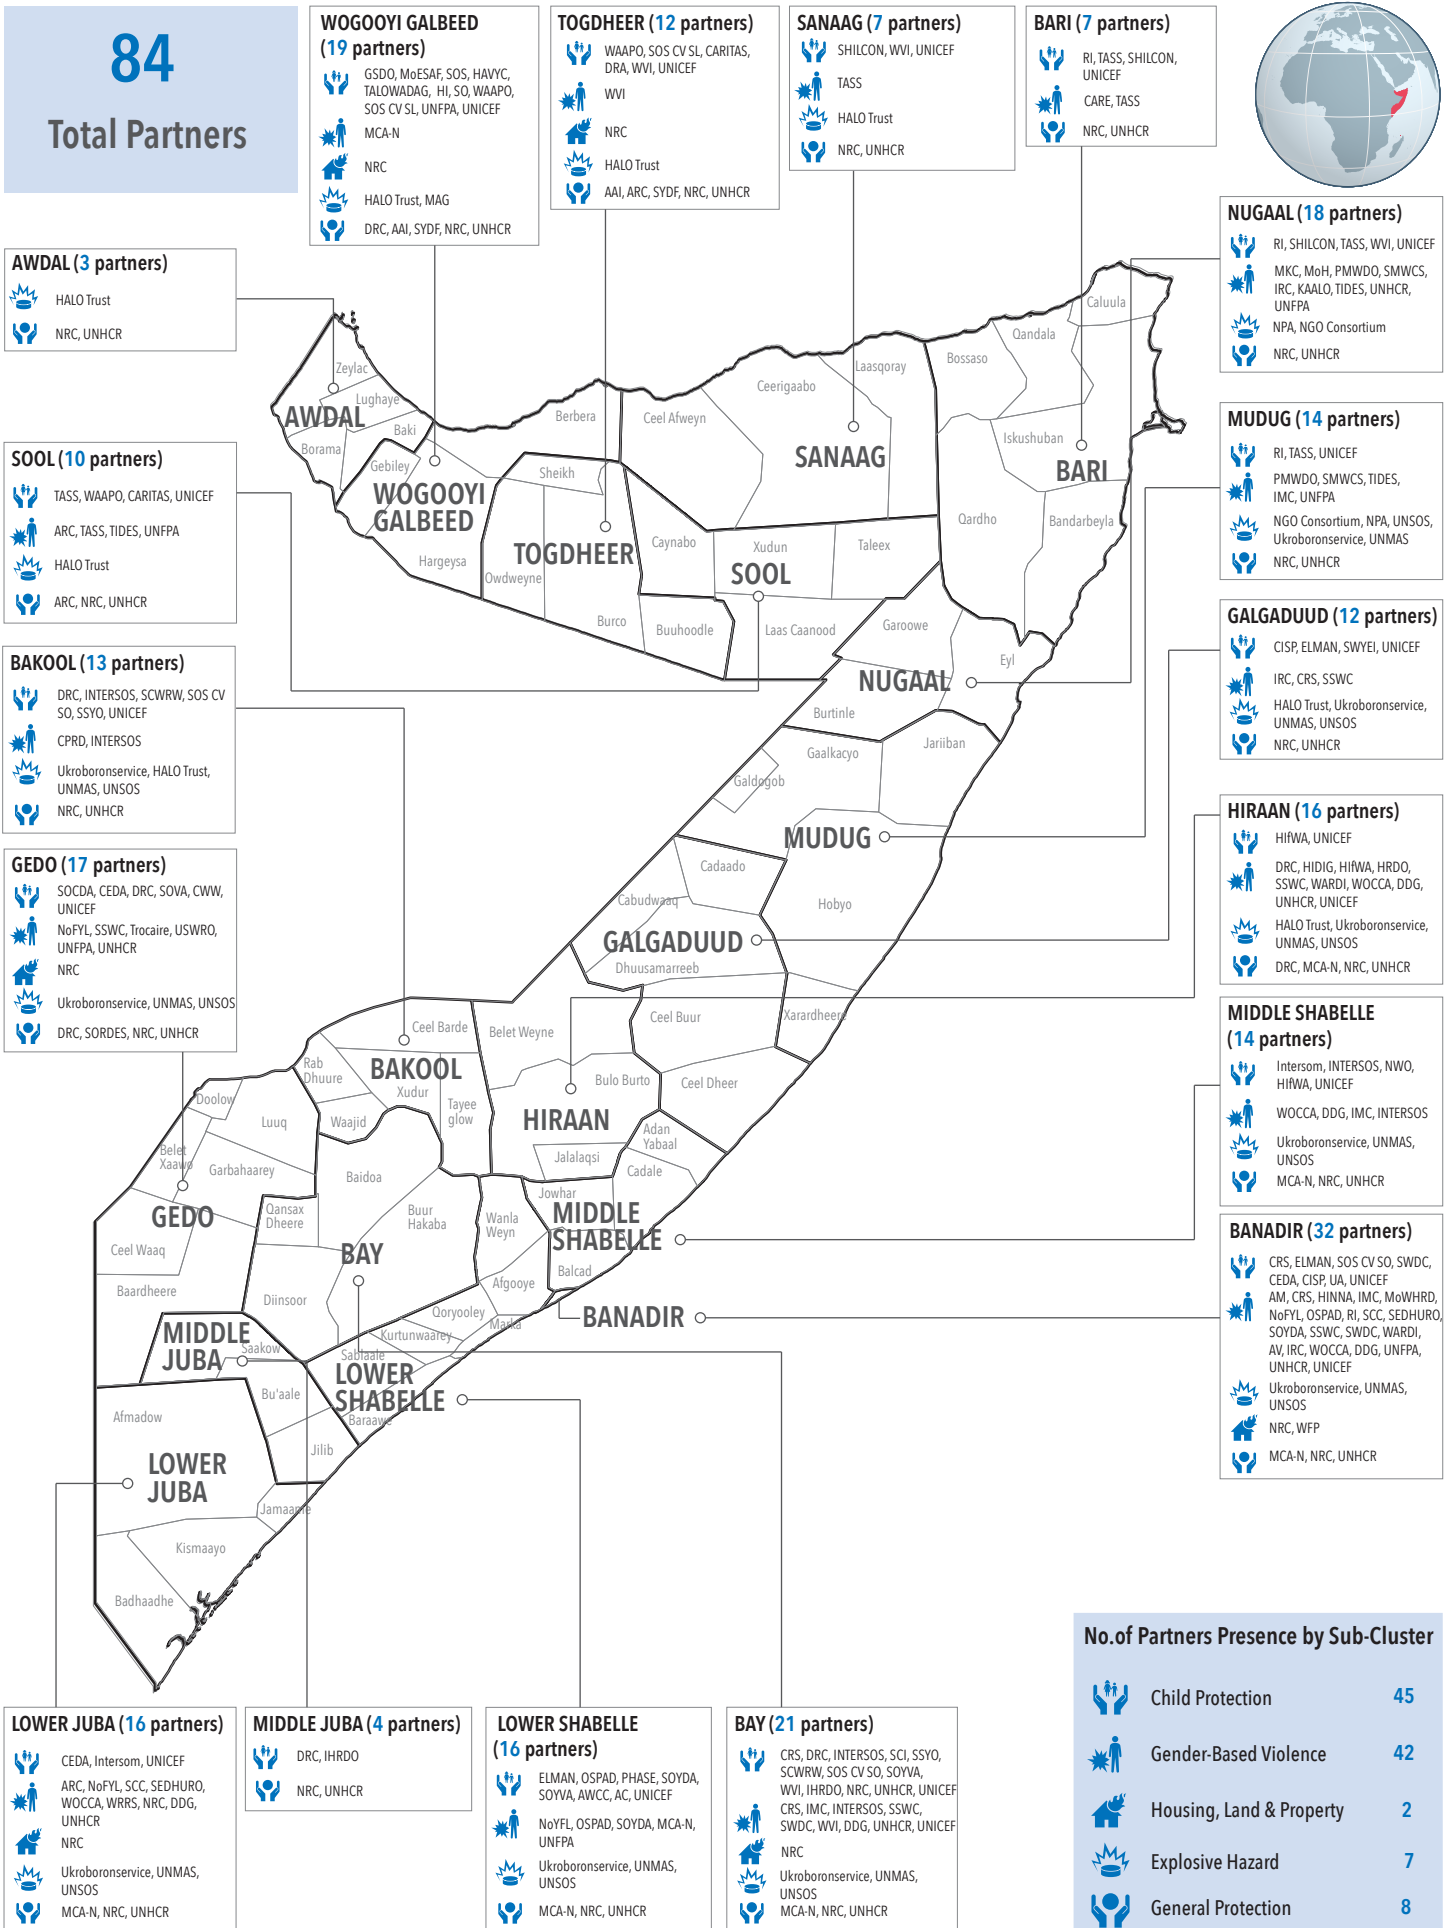 84
Total Partners
WOGOOYI GALBEED
(19 partners)
GSDO, MoESAF, SOS, HAVYC,
TALOWADAG, HI, SO, WAAPO,
SOS CV SL, UNFPA, UNICEF
MCA-N
NRC
HALO Trust, MAG
DRC, AAI, SYDF, NRC, UNHCR
TOGDHEER (12 partners)
WAAPO, SOS CV SL, CARITAS,
DRA, WVI, UNICEF
WVI
NRC
HALO Trust
AAI, ARC, SYDF, NRC, UNHCR
SANAAG (7 partners)
SHILCON, WVI, UNICEF
TASS
HALO Trust
NRC, UNHCR
BARI (7 partners)
RI, TASS, SHILCON,
UNICEF
CARE, TASS
NRC, UNHCR
AWDAL (3 partners)
HALO Trust
NRC, UNHCR
SOOL (10 partners)
TASS, WAAPO, CARITAS, UNICEF
ARC, TASS, TIDES, UNFPA
HALO Trust
ARC, NRC, UNHCR
BAKOOL (13 partners)
DRC, INTERSOS, SCWRW, SOS CV
SO, SSYO, UNICEF
CPRD, INTERSOS
Ukroboronservice, HALO Trust,
UNMAS, UNSOS
NRC, UNHCR
GEDO (17 partners)
SOCDA, CEDA, DRC, SOVA, CWW,
UNICEF
NoFYL, SSWC, Trocaire, USWRO,
UNFPA, UNHCR
NRC
Ukroboronservice, UNMAS, UNSOS
DRC, SORDES, NRC, UNHCR
NUGAAL (18 partners)
RI, SHILCON, TASS, WVI, UNICEF
MKC, MoH, PMWDO, SMWCS,
IRC, KAALO, TIDES, UNHCR,
UNFPA
NPA, NGO Consortium
NRC, UNHCR
MUDUG (14 partners)
RI, TASS, UNICEF
PMWDO, SMWCS, TIDES,
IMC, UNFPA
NGO Consortium, NPA, UNSOS,
Ukroboronservice, UNMAS
NRC, UNHCR
GALGADUUD (12 partners)
CISP, ELMAN, SWYEI, UNICEF
IRC, CRS, SSWC
HALO Trust, Ukroboronservice,
UNMAS, UNSOS
NRC, UNHCR
HIRAAN (16 partners)
HIfWA, UNICEF
DRC, HIDIG, HIfWA, HRDO,
SSWC, WARDI, WOCCA, DDG,
UNHCR, UNICEF
HALO Trust, Ukroboronservice,
UNMAS, UNSOS
DRC, MCA-N, NRC, UNHCR
MIDDLE SHABELLE
(14 partners)
Intersom, INTERSOS, NWO,
HIfWA, UNICEF
WOCCA, DDG, IMC, INTERSOS
Ukroboronservice, UNMAS,
UNSOS
MCA-N, NRC, UNHCR
BANADIR (32 partners)
CRS, ELMAN, SOS CV SO, SWDC,
CEDA, CISP, UA, UNICEF
AM, CRS, HINNA, IMC, MoWHRD,
NoFYL, OSPAD, RI, SCC, SEDHURO,
SOYDA, SSWC, SWDC, WARDI,
AV, IRC, WOCCA, DDG, UNFPA,
UNHCR, UNICEF
Ukroboronservice, UNMAS,
UNSOS
NRC, WFP
MCA-N, NRC, UNHCR
Caluula
Qandala
Bossaso
Laasqoray
Ceerigaabo
Zeylac
Lughaye
AWDAL
Baki
Borama
Berbera
Ceel Afweyn
SANAAG
Iskushuban
BARI
Gebiley
Sheikh
WOGOOYI
GALBEED
Qardho
Bandarbeyla
Hargeysa
TOGDHEER
Owdweyne
Caynabo
Xudun
Taleex
SOOL
Burco
Buuhoodle
Laas Caanood
Garoowe
Eyl
NUGAAL
Burtinle
Jariiban
Gaalkacyo
Galdogob
MUDUG
Cadaado
Cabudwaaq
Hobyo
GALGADUUD
Dhuusamarreeb
Ceel Buur
Xarardheere
Ceel Barde
Belet Weyne
BAKOOL
Rab
Dhuure
Xudur
Bulo Burto
Ceel Dheer
Tayee
glow
Waajid
HIRAAN
Adan
Yabaal
Jalalaqsi
Cadale
Doolow
Luuq
Belet
Xaawo
Garbahaarey
Baidoa
GEDO
Qansax
Dheere
Buur
Hakaba
Wanla
Weyn
Jowhar
MIDDLE
SHABELLE
Ceel Waaq
BAY
Balcad
Baardheere
Diinsoor
Afgooye
Qoryooley
Marka
BANADIR
Kurtunwaarey
MIDDLE
JUBA
Saakow
Sablaale
LOWER
SHABELLE
Bu'aale
Baraawe
Afmadow
Jilib
LOWER
JUBA
Jamaame
Kismaayo
Badhaadhe
LOWER JUBA (16 partners)
CEDA, Intersom, UNICEF
ARC, NoFYL, SCC, SEDHURO,
WOCCA, WRRS, NRC, DDG,
UNHCR
NRC
Ukroboronservice, UNMAS,
UNSOS
MCA-N, NRC, UNHCR
MIDDLE JUBA (4 partners)
DRC, IHRDO
NRC, UNHCR
LOWER SHABELLE
(16 partners)
ELMAN, OSPAD, PHASE, SOYDA,
SOYVA, AWCC, AC, UNICEF
NoYFL, OSPAD, SOYDA, MCA-N,
UNFPA
Ukroboronservice, UNMAS,
UNSOS
MCA-N, NRC, UNHCR
BAY (21 partners)
CRS, DRC, INTERSOS, SCI, SSYO,
SCWRW, SOS CV SO, SOYVA,
WVI, IHRDO, NRC, UNHCR, UNICEF
CRS, IMC, INTERSOS, SSWC,
SWDC, WVI, DDG, UNHCR, UNICEF
NRC
Ukroboronservice, UNMAS,
UNSOS
MCA-N, NRC, UNHCR
No.of Partners Presence by Sub-Cluster
Child Protection 45
Gender-Based Violence 42
Housing, Land & Property 2
Explosive Hazard 7
General Protection 8